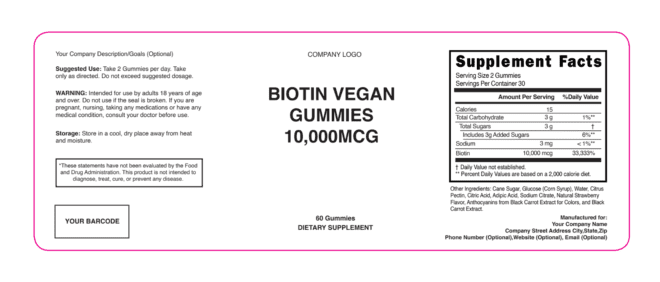 Your Company Description/Goals (Optional)
Suggested Use: Take 2 Gummies per day. Take
only as directed. Do not exceed suggested dosage.
WARNING: Intended for use by adults 18 years of age
and over. Do not use if the seal is broken. If you are
pregnant, nursing, taking any medications or have any
medical condition, consult your doctor before use.
Storage: Store in a cool, dry place away from heat
and moisture.
*These statements have not been evaluated by the Food
and Drug Administration. This product is not intended to
diagnose, treat, cure, or prevent any disease.
YOUR BARCODE
COMPANY LOGO
BIOTIN VEGAN
GUMMIES
10,000MCG
60 Gummies
DIETARY SUPPLEMENT
Supplement Facts
Serving Size 2 Gummies
Servings Per Container 30
Amount Per Serving %Daily Value
Calories 15
Total Carbohydrate 3 g 1%**
Total Sugars 3 g †
Includes 3g Added Sugars 6%**
Sodium 3 mg < 1%**
Biotin 10,000 mcg 33,333%
† Daily Value not established.
** Percent Daily Values are based on a 2,000 calorie diet.
Other Ingredients: Cane Sugar, Glucose (Corn Syrup), Water, Citrus
Pectin, Citric Acid, Adipic Acid, Sodium Citrate, Natural Strawberry
Flavor, Anthocyanins from Black Carrot Extract for Colors, and Black
Carrot Extract.
Manufactured for:
Your Company Name
Company Street Address City,State,Zip
Phone Number (Optional),Website (Optional), Email (Optional)